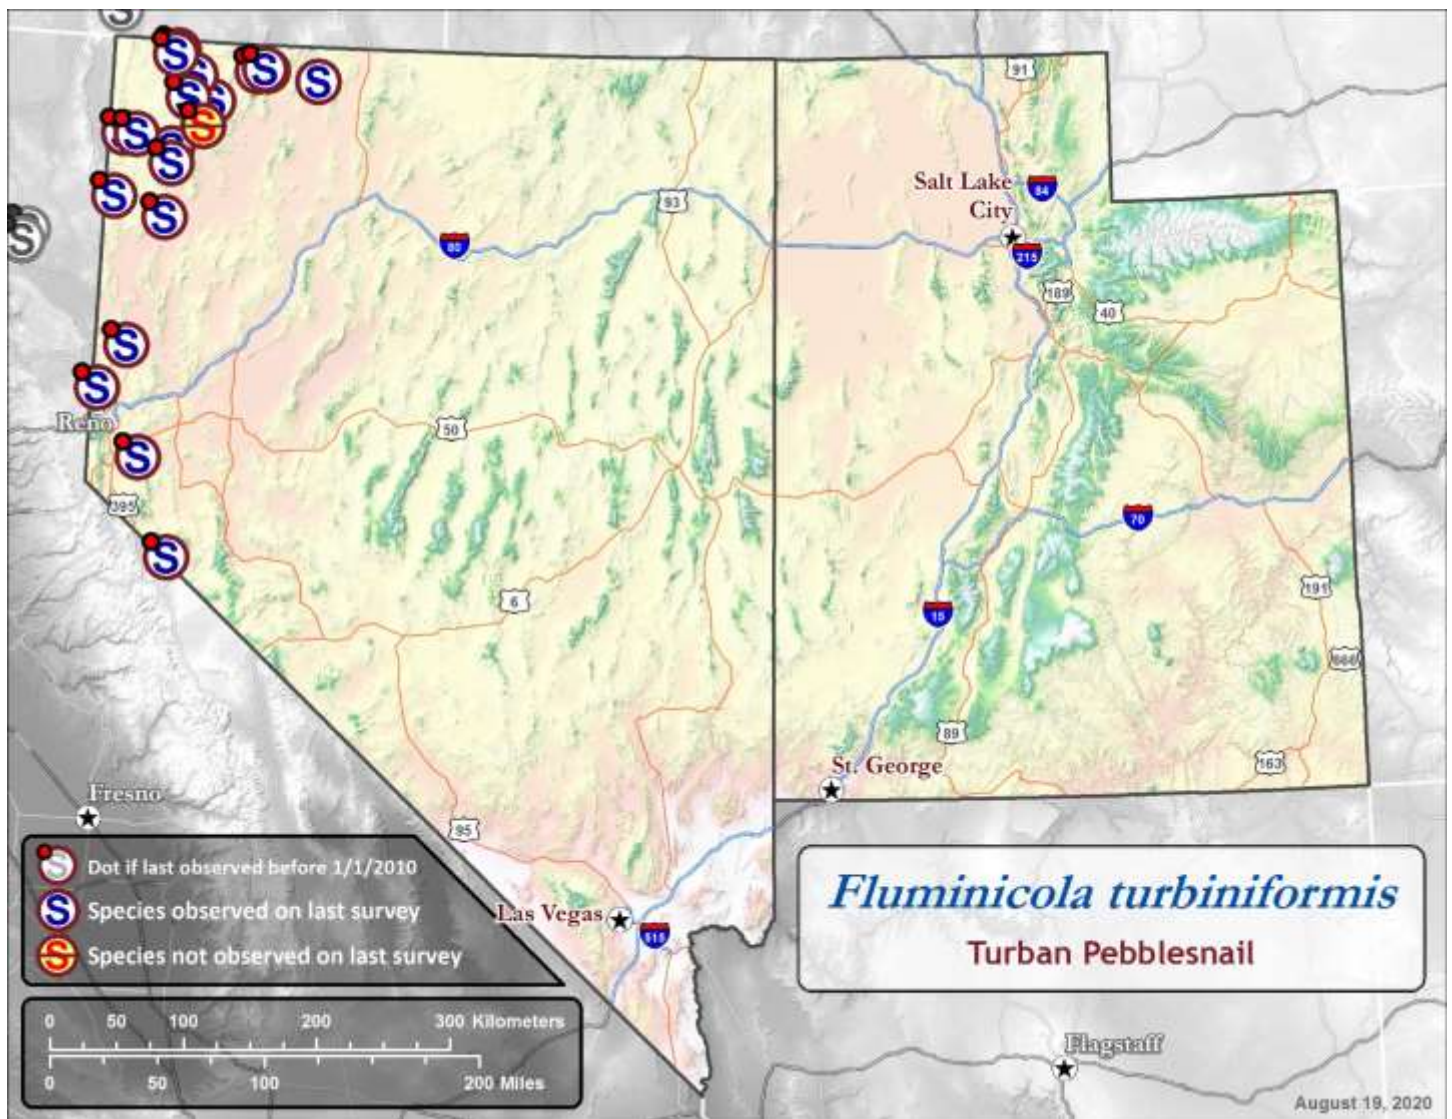 91
Salt Lake
City
84
93
80
215
189
40
Reno
50
395
70
6
191
15
666
89
163
St. George
Fresno
95
Las Vegas
515
S Dot if last observed before 1/1/2010
S Species observed on last survey
S Species not observed on last survey
Fluminicola turbiniformis
Turban Pebblesnail
0 50 100 200 300 Kilometers
0 50 100 200 Miles
Flagstaff
August 19, 2020